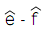 ê - f̂